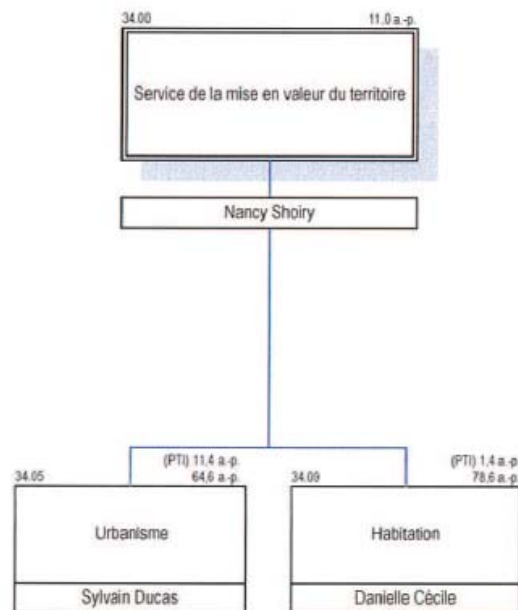 34.00 11,0 a.-p.
Service de la mise en valeur du territoire
Nancy Shoiry
(PTI) 11,4 a.-p. (PTI) 1,4 a.-p.
34.05 64,6 a.-p. 34.09 78,6 a.-p.
Urbanisme Habitation
Sylvain Ducas Danielle Cécile